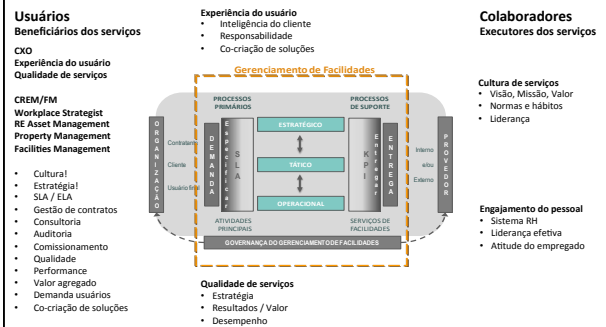 Usuários
Beneficiários dos serviços
CXO
Experiência do usuário
Qualidade de serviços
CREM/FM
Workplace Strategist
RE Asset Management
Property Management
Facilities Management
• Cultura!
• Estratégia!
• SLA / ELA
• Gestão de contratos
• Consultoria
• Auditoria
• Comissionamento
• Qualidade
• Performance
• Valor agregado
• Demanda usuários
• Co-criação de soluções
Experiência do usuário
• Inteligência do cliente
• Responsabilidade
• Co-criação de soluções
Gerenciamento de Facilidades
PROCESSOS
PRIMÁRIOS
PROCESSOS
DE SUPORTE
ORGANIZAÇÃO
Contratante
Cliente
Usuário final
DEMANDA
Especificar
SLA
ESTRATÉGICO
TÁTICO
OPERACIONAL
KPI
Entregar
ENTREGA
Interno
e/ou
Externo
PROVEDOR
ATIVIDADES
PRINCIPAIS
SERVIÇOS DE
FACILIDADES
GOVERNANÇA DO GERENCIAMENTO DE FACILIDADES
Qualidade de serviços
• Estratégia
• Resultados / Valor
• Desempenho
Colaboradores
Executores dos serviços
Cultura de serviços
• Visão, Missão, Valor
• Normas e hábitos
• Liderança
Engajamento do pessoal
• Sistema RH
• Liderança efetiva
• Atitude do empregado